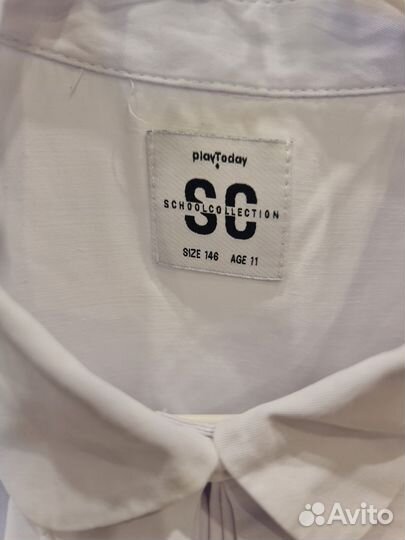 playToday
SC
SCHOOLCOLLECTION
SIZE 146 AGE 11
Avito